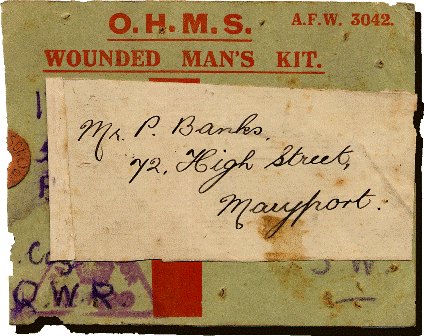 O.H.M.S. A.F.W. 3042.
WOUNDED MAN'S KIT.
Mr. P. Banks,
72, High Street,
Maryport.
Q.W.R.